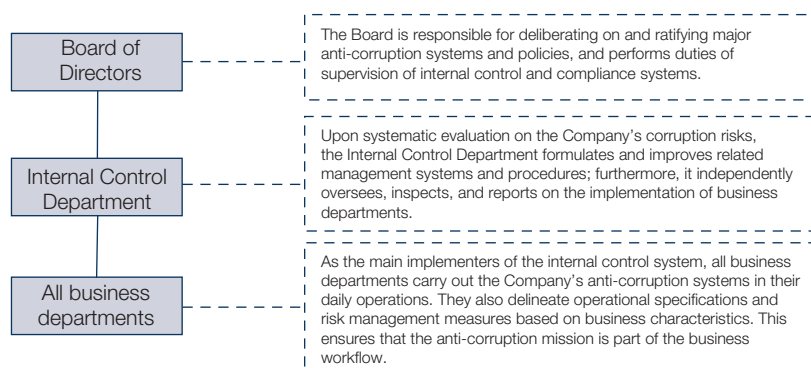 Board of
Directors
The Board is responsible for deliberating on and ratifying major
anti-corruption systems and policies, and performs duties of
supervision of internal control and compliance systems.
Internal Control
Department
Upon systematic evaluation on the Company's corruption risks,
the Internal Control Department formulates and improves related
management systems and procedures; furthermore, it independently
oversees, inspects, and reports on the implementation of business
departments.
All business
departments
As the main implementers of the internal control system, all business
departments carry out the Company's anti-corruption systems in their
daily operations. They also delineate operational specifications and
risk management measures based on business characteristics. This
ensures that the anti-corruption mission is part of the business
workflow.